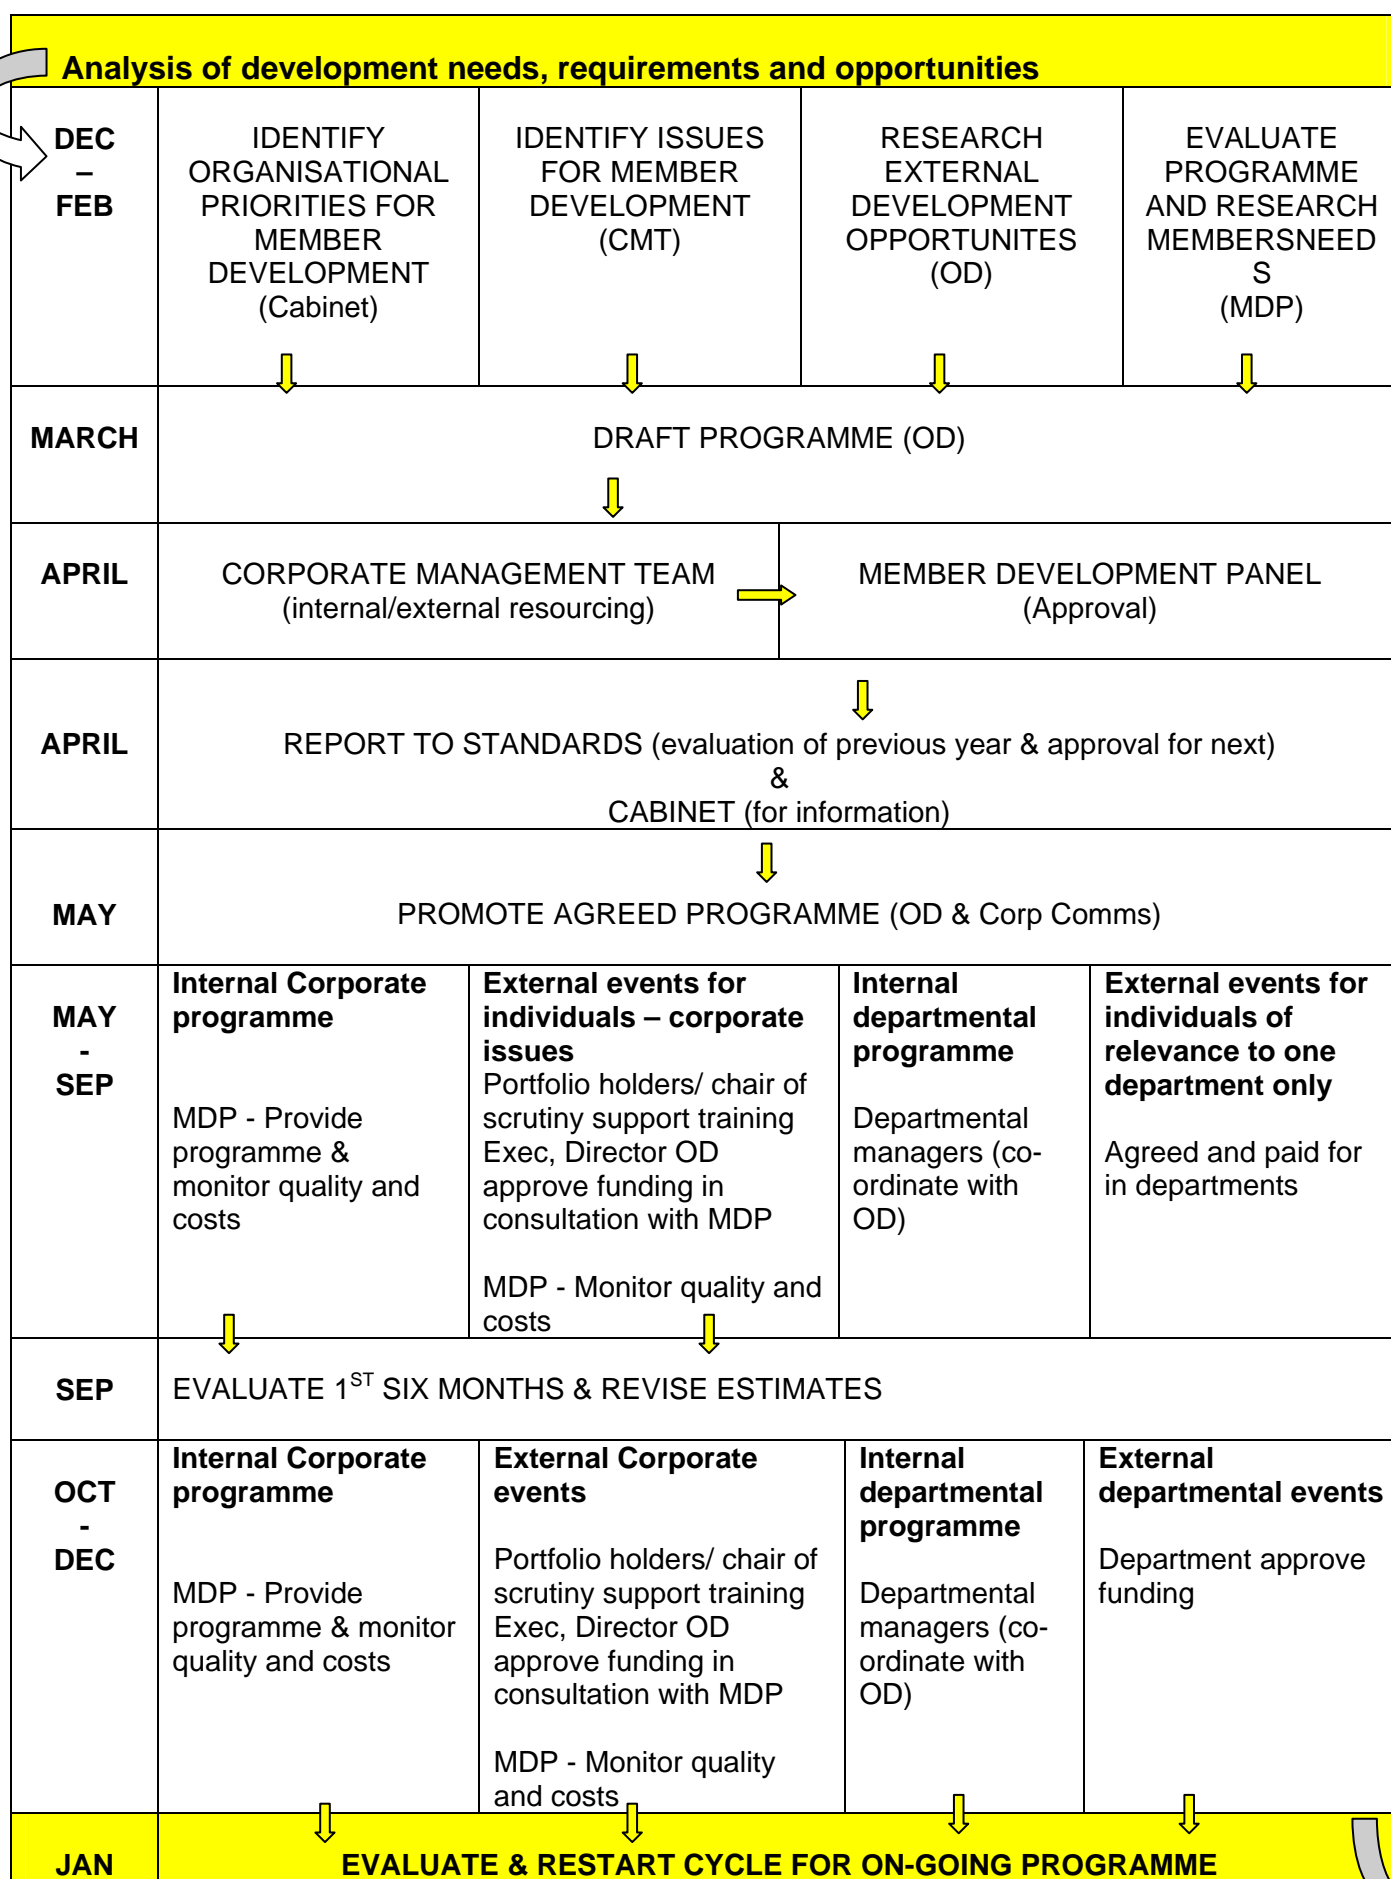 Analysis of development needs, requirements and opportunities
DEC
–
FEB
IDENTIFY
ORGANISATIONAL
PRIORITIES FOR
MEMBER
DEVELOPMENT
(Cabinet)
IDENTIFY ISSUES
FOR MEMBER
DEVELOPMENT
(CMT)
RESEARCH
EXTERNAL
DEVELOPMENT
OPPORTUNITES
(OD)
EVALUATE
PROGRAMME
AND RESEARCH
MEMBERSNEED
S
(MDP)
MARCH
DRAFT PROGRAMME (OD)
APRIL
CORPORATE MANAGEMENT TEAM
(internal/external resourcing)
MEMBER DEVELOPMENT PANEL
(Approval)
APRIL
REPORT TO STANDARDS (evaluation of previous year & approval for next)
&
CABINET (for information)
MAY
PROMOTE AGREED PROGRAMME (OD & Corp Comms)
MAY
-
SEP
Internal Corporate
programme
MDP - Provide
programme &
monitor quality and
costs
External events for
individuals – corporate
issues
Portfolio holders/ chair of
scrutiny support training
Exec, Director OD
approve funding in
consultation with MDP
MDP - Monitor quality and
costs
Internal
departmental
programme
Departmental
managers (co-
ordinate with
OD)
External events for
individuals of
relevance to one
department only
Agreed and paid for
in departments
SEP
EVALUATE 1ST SIX MONTHS & REVISE ESTIMATES
OCT
-
DEC
Internal Corporate
programme
MDP - Provide
programme & monitor
quality and costs
External Corporate
events
Portfolio holders/ chair of
scrutiny support training
Exec, Director OD
approve funding in
consultation with MDP
MDP - Monitor quality
and costs
Internal
departmental
programme
Departmental
managers (co-
ordinate with
OD)
External
departmental events
Department approve
funding
JAN
EVALUATE & RESTART CYCLE FOR ON-GOING PROGRAMME